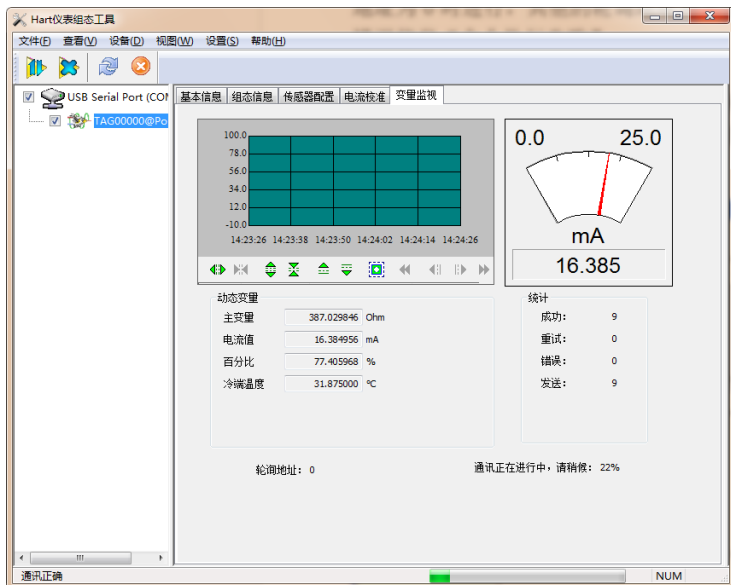 Hart仪表组态工具
文件(F) 查看(V) 设备(D) 视图(W) 设置(S) 帮助(H)
USB Serial Port (COM
TAG00000@Po
基本信息 组态信息 传感器配置 电流校准 变量监视
100.0
78.0
56.0
34.0
12.0
-10.0
14:23:26 14:23:38 14:23:50 14:24:02 14:24:14 14:24:26
0.0 25.0
mA
16.385
动态变量
主变量 387.029846 Ohm
电流值 16.384956 mA
百分比 77.405968 %
冷端温度 31.875000 ℃
统计
成功: 9
重试: 0
错误: 0
发送: 9
轮询地址: 0
通讯正在进行中，请稍候: 22%
通讯正确
NUM